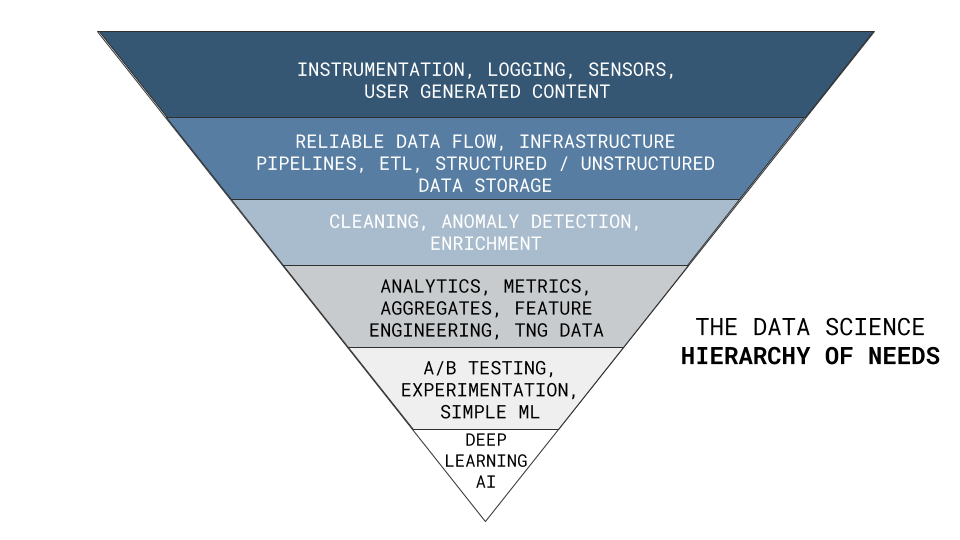 INSTRUMENTATION, LOGGING, SENSORS,
USER GENERATED CONTENT
RELIABLE DATA FLOW, INFRASTRUCTURE
PIPELINES, ETL, STRUCTURED / UNSTRUCTURED
DATA STORAGE
CLEANING, ANOMALY DETECTION,
ENRICHMENT
ANALYTICS, METRICS,
AGGREGATES, FEATURE
ENGINEERING, TNG DATA
A/B TESTING,
EXPERIMENTATION,
SIMPLE ML
DEEP
LEARNING
AI
THE DATA SCIENCE
HIERARCHY OF NEEDS